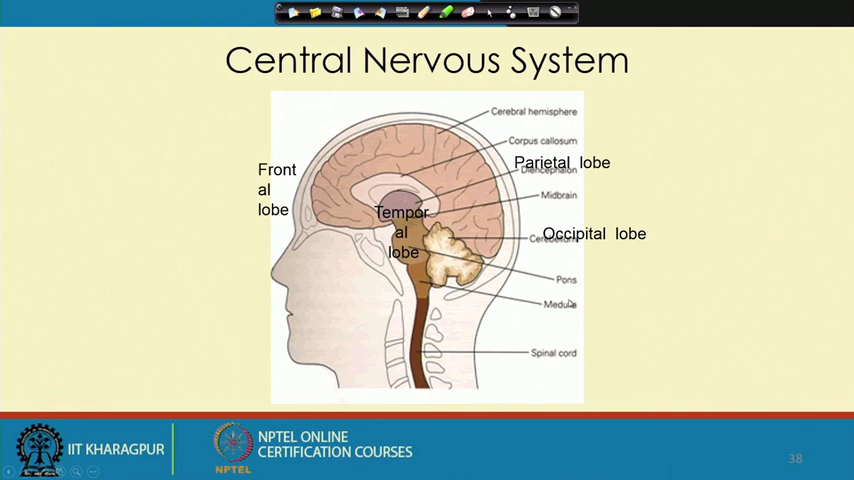 Central Nervous System
Cerebral hemisphere
Corpus callosum
Parietal lobe
Diencephalon
Front
al
lobe
Midbrain
Tempor
al
lobe
Occipital lobe
Cerebellum
Pons
Medulla
Spinal cord
IIT KHARAGPUR
NPTEL
NPTEL ONLINE
CERTIFICATION COURSES
38